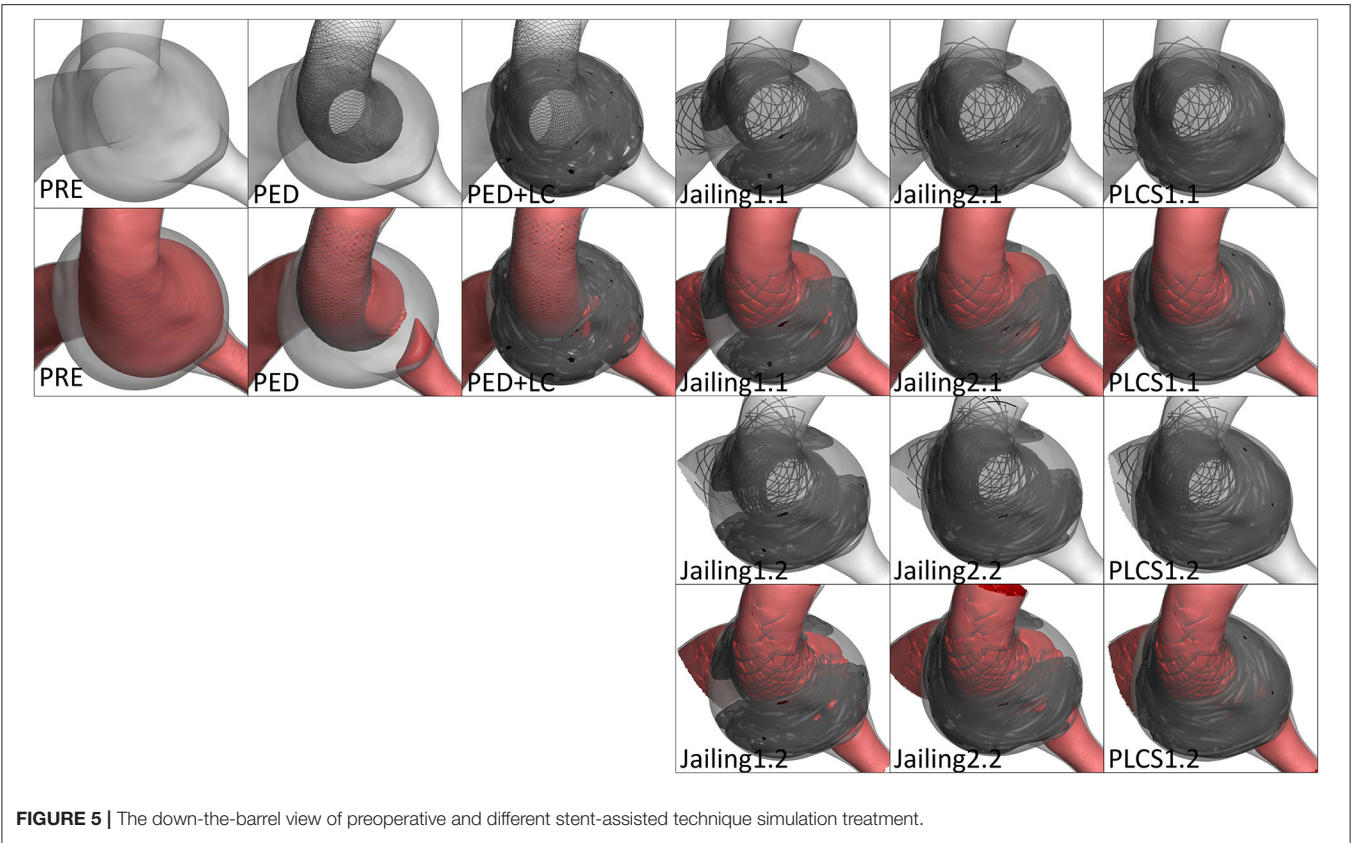 PRE
PED
PED+LC
Jailing1.1
Jailing2.1
PLCS1.1
PRE
PED
PED+LC
Jailing1.1
Jailing2.1
PLCS1.1
Jailing1.2
Jailing2.2
PLCS1.2
Jailing1.2
Jailing2.2
PLCS1.2
FIGURE 5 | The down-the-barrel view of preoperative and different stent-assisted technique simulation treatment.